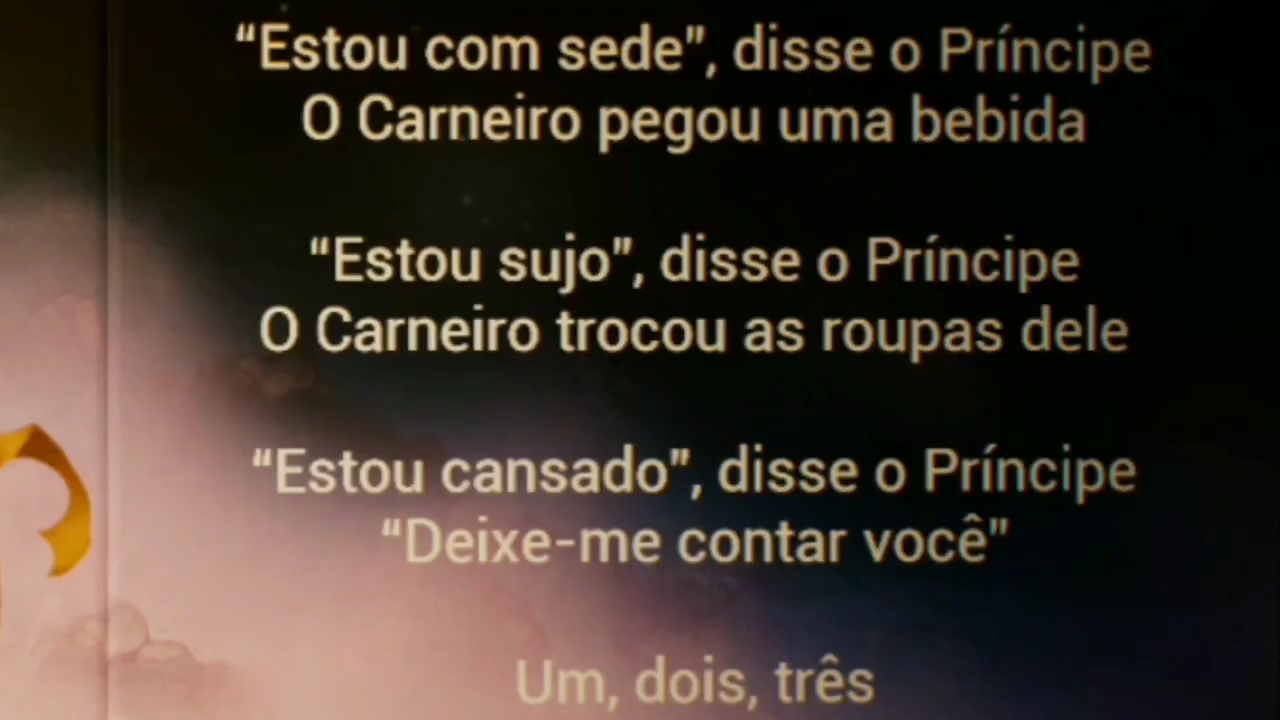 “Estou com sede”, disse o Príncipe
O Carneiro pegou uma bebida
“Estou sujo”, disse o Príncipe
O Carneiro trocou as roupas dele
“Estou cansado”, disse o Príncipe
“Deixe-me contar você”
Um, dois, três